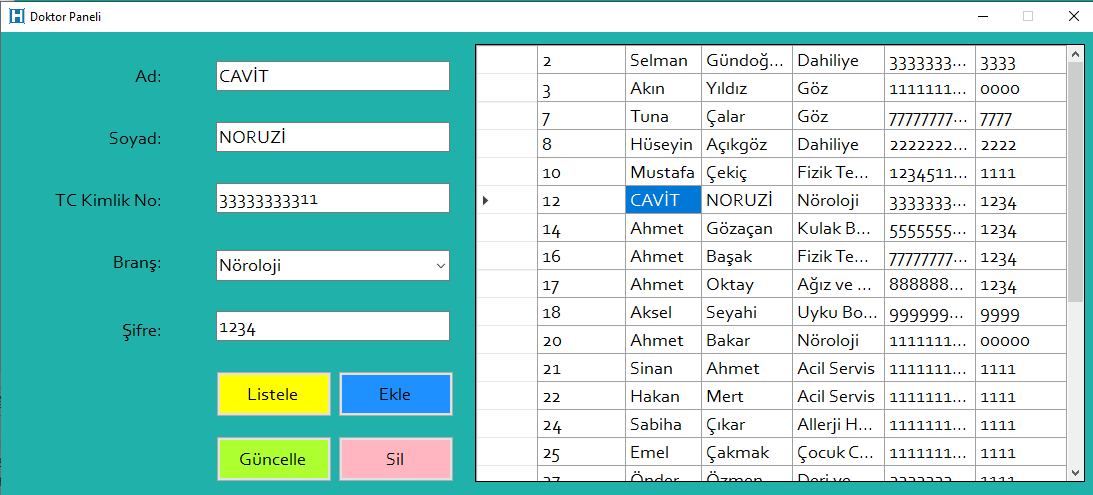 Doktor Paneli
Ad: CAVİT
Soyad: NORUZİ
TC Kimlik No: 33333333311
Branş: Nöroloji
Şifre: 1234
Listele Ekle
Güncelle Sil
2 Selman Gündoğ... Dahiliye 3333333... 3333
3 Akın Yıldız Göz 1111111... 0000
7 Tuna Çalar Göz 77777777... 7777
8 Hüseyin Açıkgöz Dahiliye 2222222... 2222
10 Mustafa Çekiç Fizik Te... 1234511... 1111
12 CAVİT NORUZİ Nöroloji 3333333... 1234
14 Ahmet Gözaçan Kulak B... 5555555... 1234
16 Ahmet Başak Fizik Te... 77777777... 1234
17 Ahmet Oktay Ağız ve ... 888888... 1234
18 Aksel Seyahi Uyku Bo... 999999... 9999
20 Ahmet Bakar Nöroloji 1111111... 00000
21 Sinan Ahmet Acil Servis 1111111... 1111
22 Hakan Mert Acil Servis 1111111... 1111
24 Sabiha Çıkar Allerji H... 1111111... 1111
25 Emel Çakmak Çocuk C... 1111111... 1111
27 Önder Özmen Deri ve